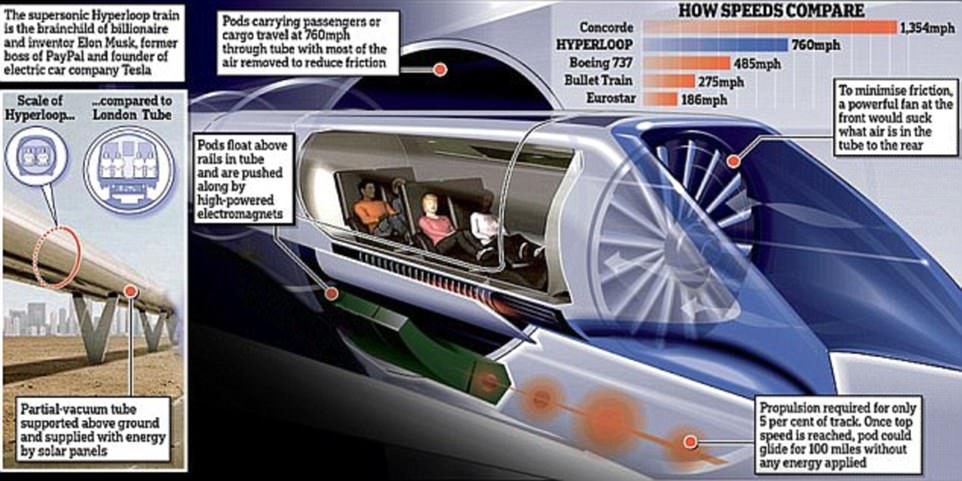 The supersonic Hyperloop train
is the brainchild of billionaire
and inventor Elon Musk, former
boss of PayPal and founder of
electric car company Tesla
Pods carrying passengers or
cargo travel at 760mph
through tube with most of the
air removed to reduce friction
HOW SPEEDS COMPARE
Concorde 1,354mph
HYPERLOOP 760mph
Boeing 737 485mph
Bullet Train 275mph
Eurostar 186mph
To minimise friction,
a powerful fan at the
front would suck
what air is in the
tube to the rear
Scale of
Hyperloop...
...compared to
London Tube
Pods float above
rails in tube
and are pushed
along by
high-powered
electromagnets
Partial-vacuum tube
supported above ground
and supplied with energy
by solar panels
Propulsion required for only
5 per cent of track. Once top
speed is reached, pod could
glide for 100 miles without
any energy applied